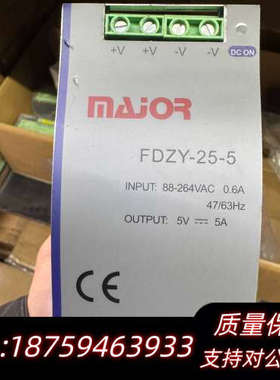 +V +V -V -V DC ON
MAJOR
FDZY-25-5
INPUT: 88-264VAC 0.6A
47/63Hz
OUTPUT: 5V ⎓ 5A
CE
质量保
:18759463933
支持对公